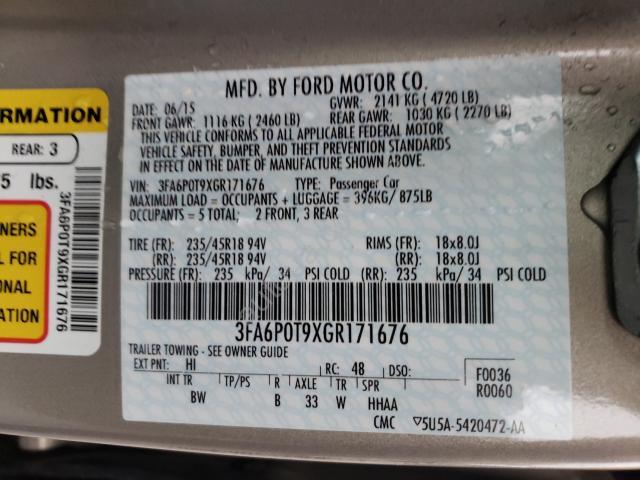 MFD. BY FORD MOTOR CO.
DATE: 06/15 GVWR: 2141 KG ( 4720 LB)
FRONT GAWR: 1116 KG ( 2460 LB) REAR GAWR: 1030 KG ( 2270 LB)
THIS VEHICLE CONFORMS TO ALL APPLICABLE FEDERAL MOTOR
VEHICLE SAFETY, BUMPER, AND THEFT PREVENTION STANDARDS
IN EFFECT ON THE DATE OF MANUFACTURE SHOWN ABOVE.
VIN: 3FA6P0T9XGR171676 TYPE: Passenger Car
MAXIMUM LOAD = OCCUPANTS + LUGGAGE = 396KG/ 875LB
OCCUPANTS = 5 TOTAL: 2 FRONT, 3 REAR
TIRE (FR): 235/45R18 94V RIMS (FR): 18x8.0J
(RR): 235/45R18 94V (RR): 18x8.0J
PRESSURE (FR): 235 kPa/ 34 PSI COLD (RR): 235 kPa/ 34 PSI COLD
3FA6P0T9XGR171676
TRAILER TOWING - SEE OWNER GUIDE
EXT PNT: HI RC: 48 DSO: F0036
R0060
INT TR TP/PS R AXLE TR SPR
BW B 33 W HHAA
CMC ▽5U5A-5420472-AA
ORMATION
REAR: 3
5 lbs.
3FA6P0T9XGR171676
NERS
L FOR
ONAL